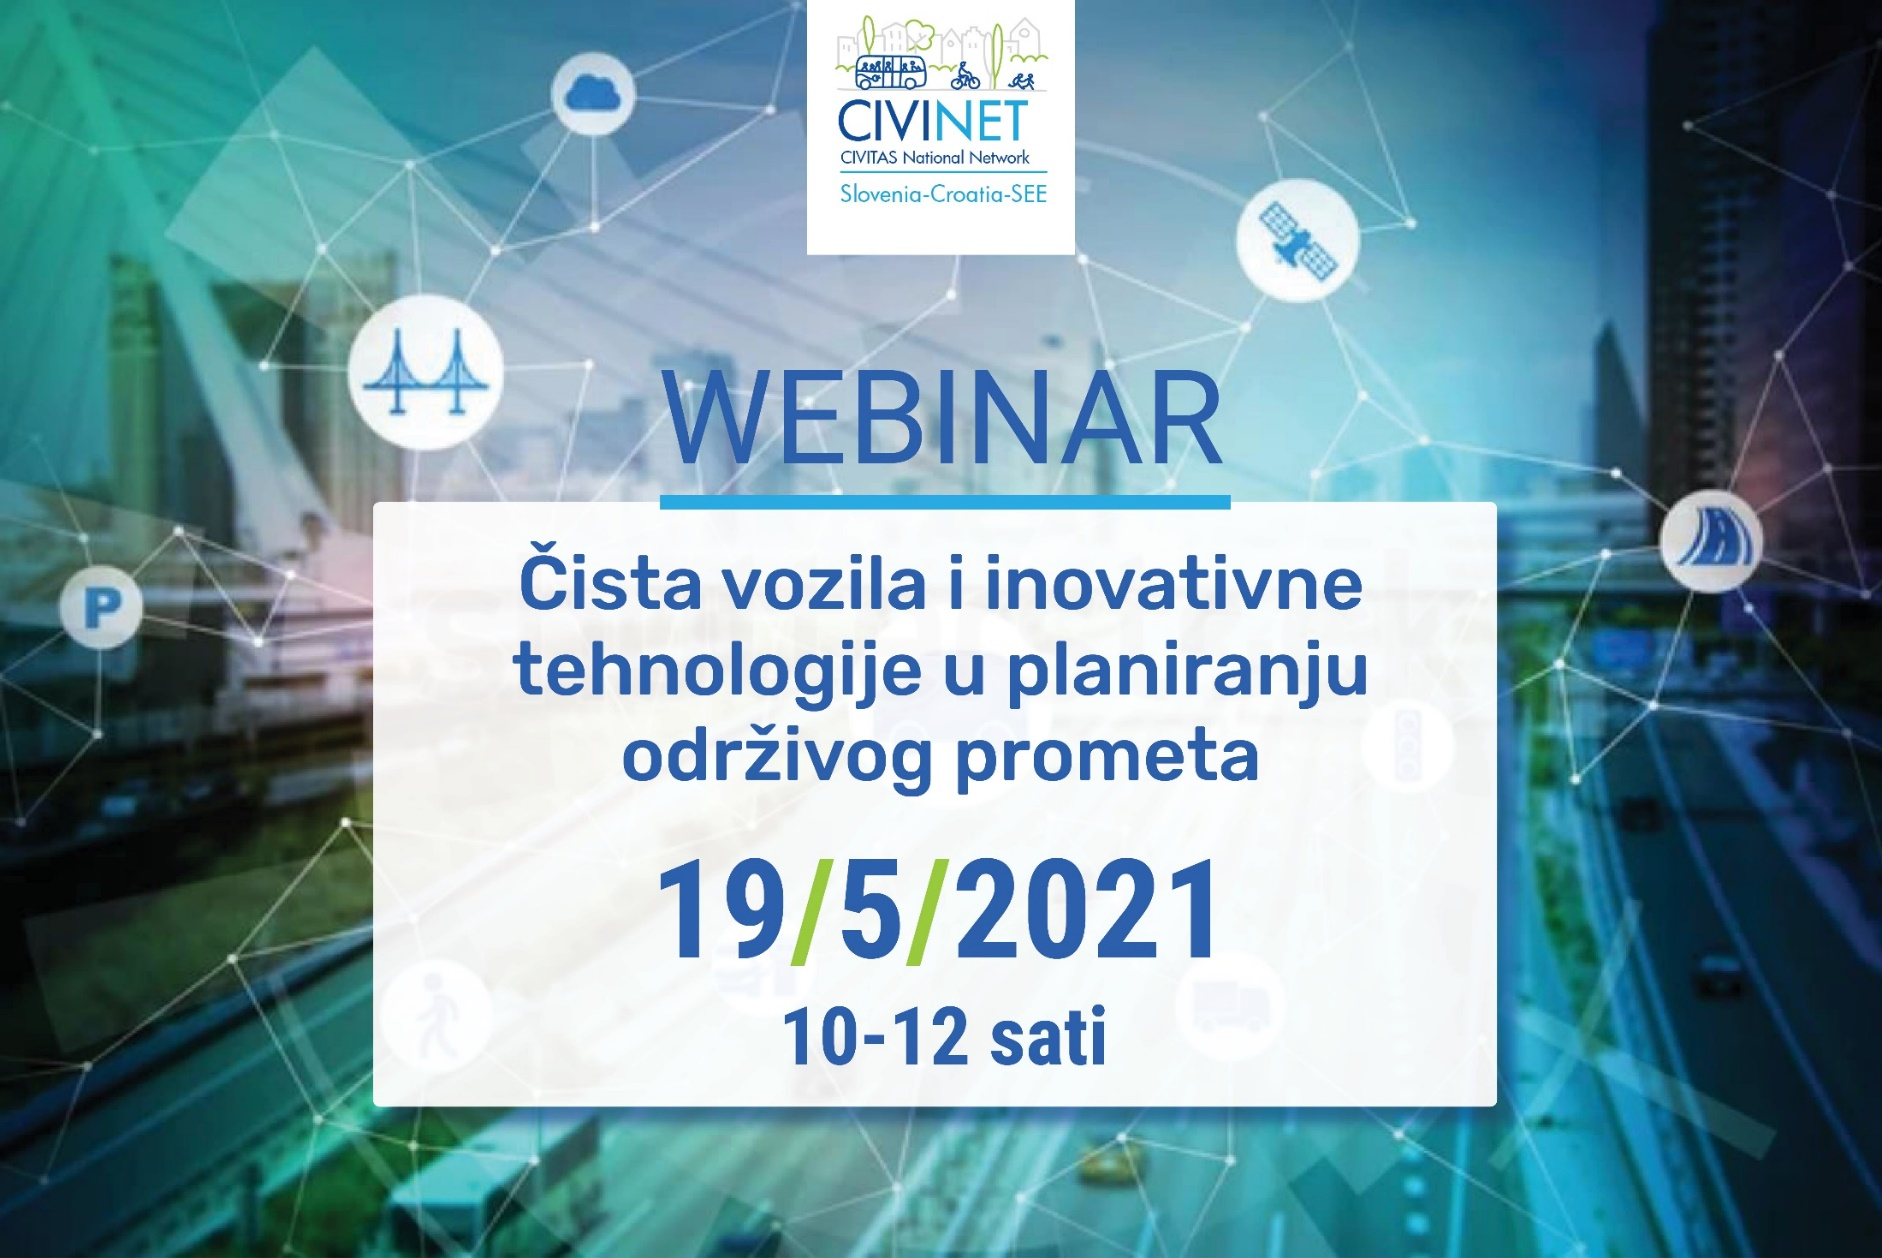 CIVINET
CIVITAS National Network
Slovenia-Croatia-SEE
WEBINAR
P
Čista vozila i inovativne
tehnologije u planiranju
održivog prometa
19/5/2021
10-12 sati